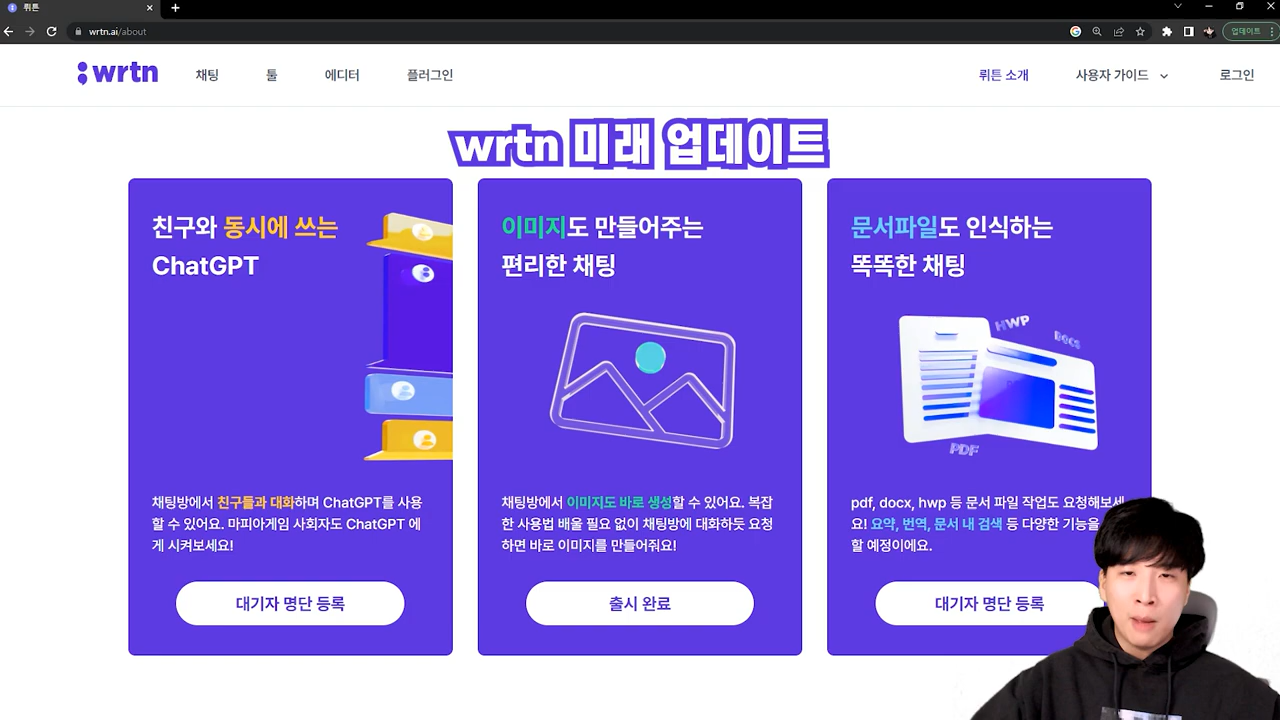 뤼튼
wrtn.ai/about
업데이트
wrtn
채팅
툴
에디터
플러그인
뤼튼 소개
사용자 가이드
로그인
wrtn 미래 업데이트
친구와 동시에 쓰는
ChatGPT
채팅방에서 친구들과 대화하며 ChatGPT를 사용
할 수 있어요. 마피아게임 사회자도 ChatGPT 에
게 시켜보세요!
대기자 명단 등록
이미지도 만들어주는
편리한 채팅
채팅방에서 이미지도 바로 생성할 수 있어요. 복잡
한 사용법 배울 필요 없이 채팅방에 대화하듯 요청
하면 바로 이미지를 만들어줘요!
출시 완료
문서파일도 인식하는
똑똑한 채팅
HWP
DOCS
PDF
pdf, docx, hwp 등 문서 파일 작업도 요청해보세
요! 요약, 번역, 문서 내 검색 등 다양한 기능을
할 예정이에요.
대기자 명단 등록